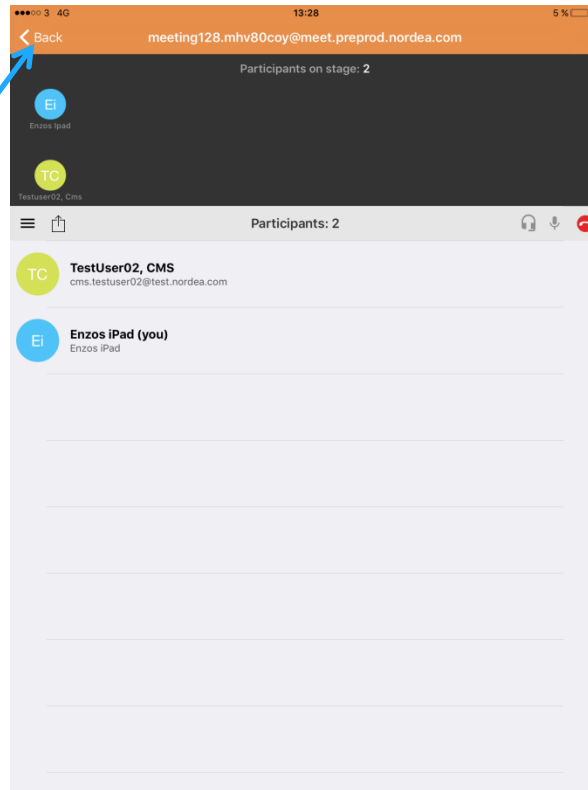 3 4G 13:28 5 %
Back meeting128.mhv80coy@meet.preprod.nordea.com
Participants on stage: 2
Ei
Enzos Ipad
TC
Testuser02, Cms
Participants: 2
TC TestUser02, CMS
cms.testuser02@test.nordea.com
Ei Enzos iPad (you)
Enzos iPad